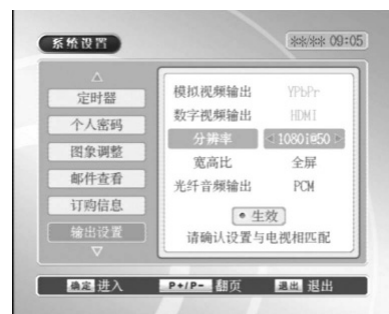 系统设置
**/** 09:05
定时器
个人密码
图象调整
邮件查看
订购信息
输出设置
模拟视频输出 YPbPr
数字视频输出 HDMI
分辨率 1080i@50
宽高比 全屏
光纤音频输出 PCM
生效
请确认设置与电视相匹配
确定 进入 P+/P- 翻页 退出 退出